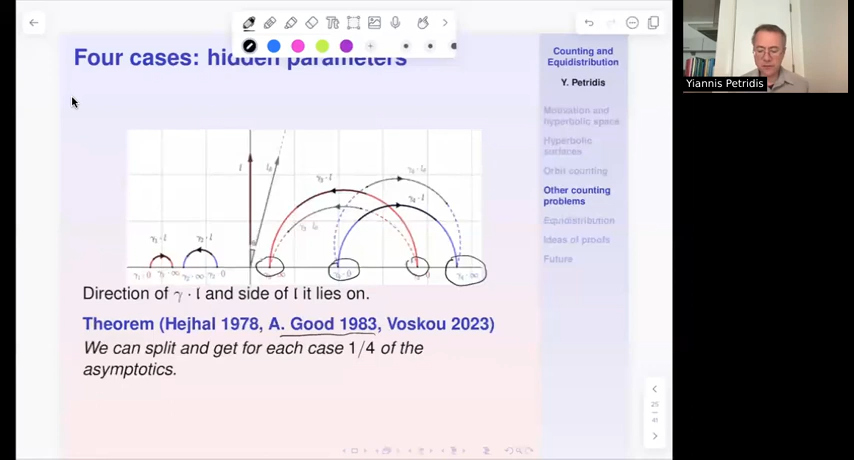 Four cases: hidden parameters
Direction of γ · l and side of l it lies on.
Theorem (Hejhal 1978, A. Good 1983, Voskou 2023)
We can split and get for each case 1/4 of the
asymptotics.
Counting and
Equidistribution
Y. Petridis
Motivation and
hyperbolic space
Hyperbolic
surfaces
Orbit counting
Other counting
problems
Equidistribution
Ideas of proofs
Future
25
41
Yiannis Petridis